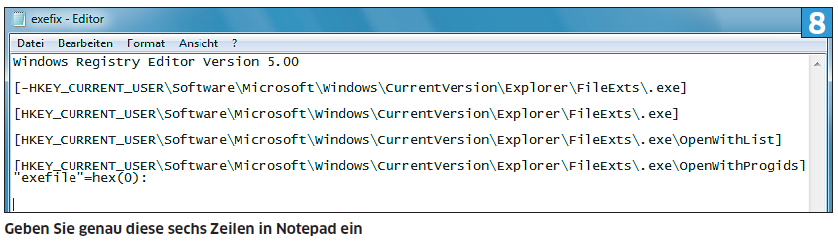 exefix - Editor
8
Datei Bearbeiten Format Ansicht ?
Windows Registry Editor Version 5.00
[-HKEY_CURRENT_USER\Software\Microsoft\Windows\CurrentVersion\Explorer\FileExts\.exe]
[HKEY_CURRENT_USER\Software\Microsoft\Windows\CurrentVersion\Explorer\FileExts\.exe]
[HKEY_CURRENT_USER\Software\Microsoft\Windows\CurrentVersion\Explorer\FileExts\.exe\OpenWithList]
[HKEY_CURRENT_USER\Software\Microsoft\Windows\CurrentVersion\Explorer\FileExts\.exe\OpenWithProgids]
"exefile"=hex(0):
Geben Sie genau diese sechs Zeilen in Notepad ein